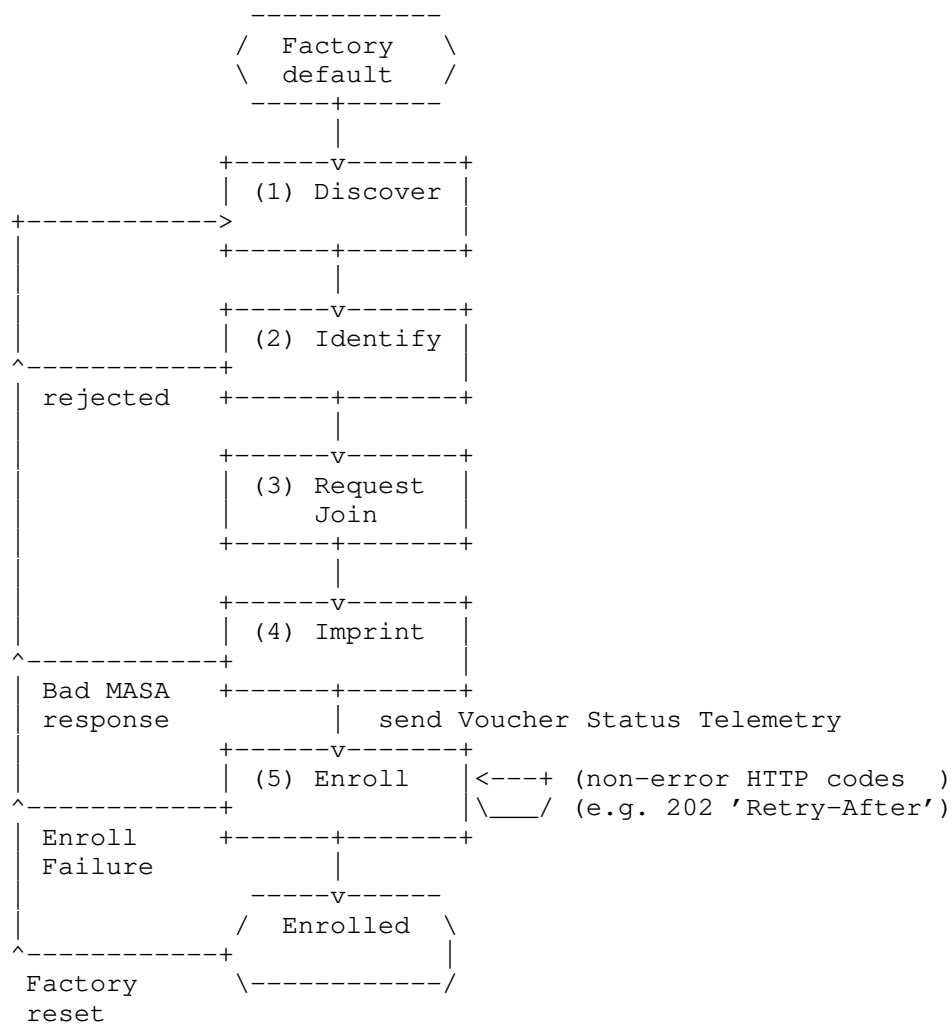 Factory
default
(1) Discover
(2) Identify
rejected
(3) Request
Join
(4) Imprint
Bad MASA
response
send Voucher Status Telemetry
(5) Enroll
(non-error HTTP codes )
(e.g. 202 'Retry-After')
Enroll
Failure
Enrolled
Factory
reset